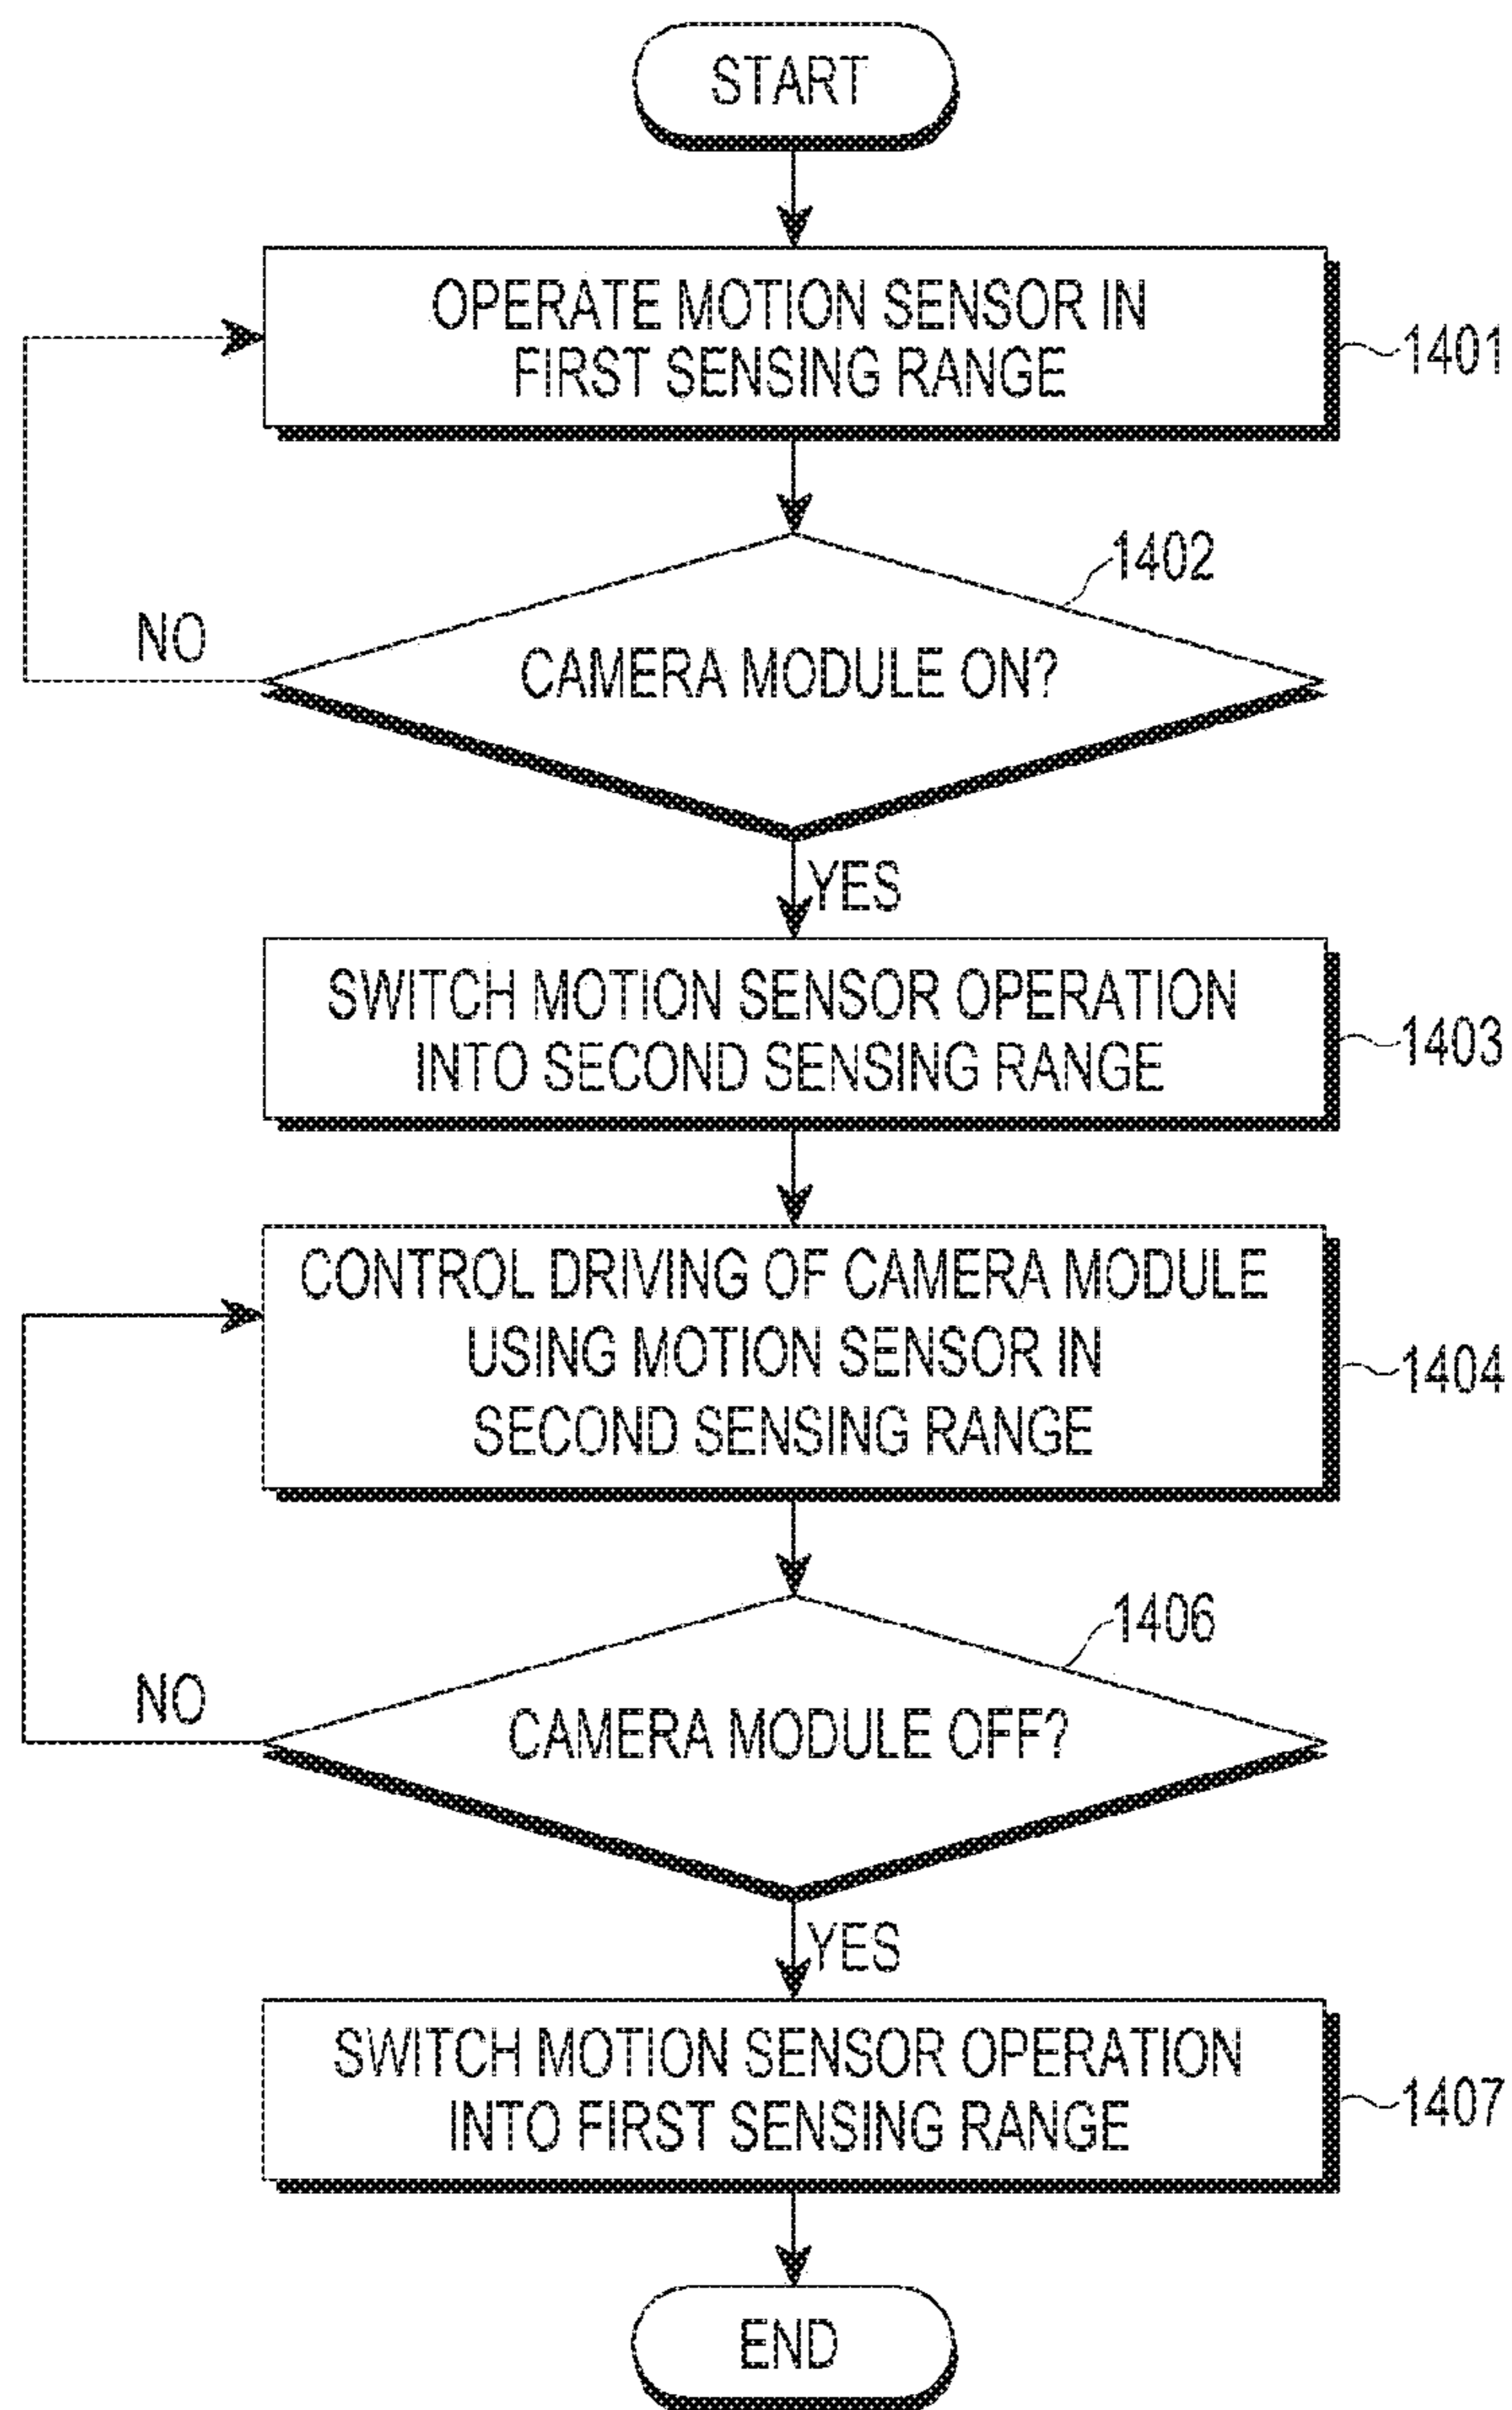 START
OPERATE MOTION SENSOR IN
FIRST SENSING RANGE
1401
1402
CAMERA MODULE ON?
NO
YES
SWITCH MOTION SENSOR OPERATION
INTO SECOND SENSING RANGE
1403
CONTROL DRIVING OF CAMERA MODULE
USING MOTION SENSOR IN
SECOND SENSING RANGE
1404
1406
CAMERA MODULE OFF?
NO
YES
SWITCH MOTION SENSOR OPERATION
INTO FIRST SENSING RANGE
1407
END